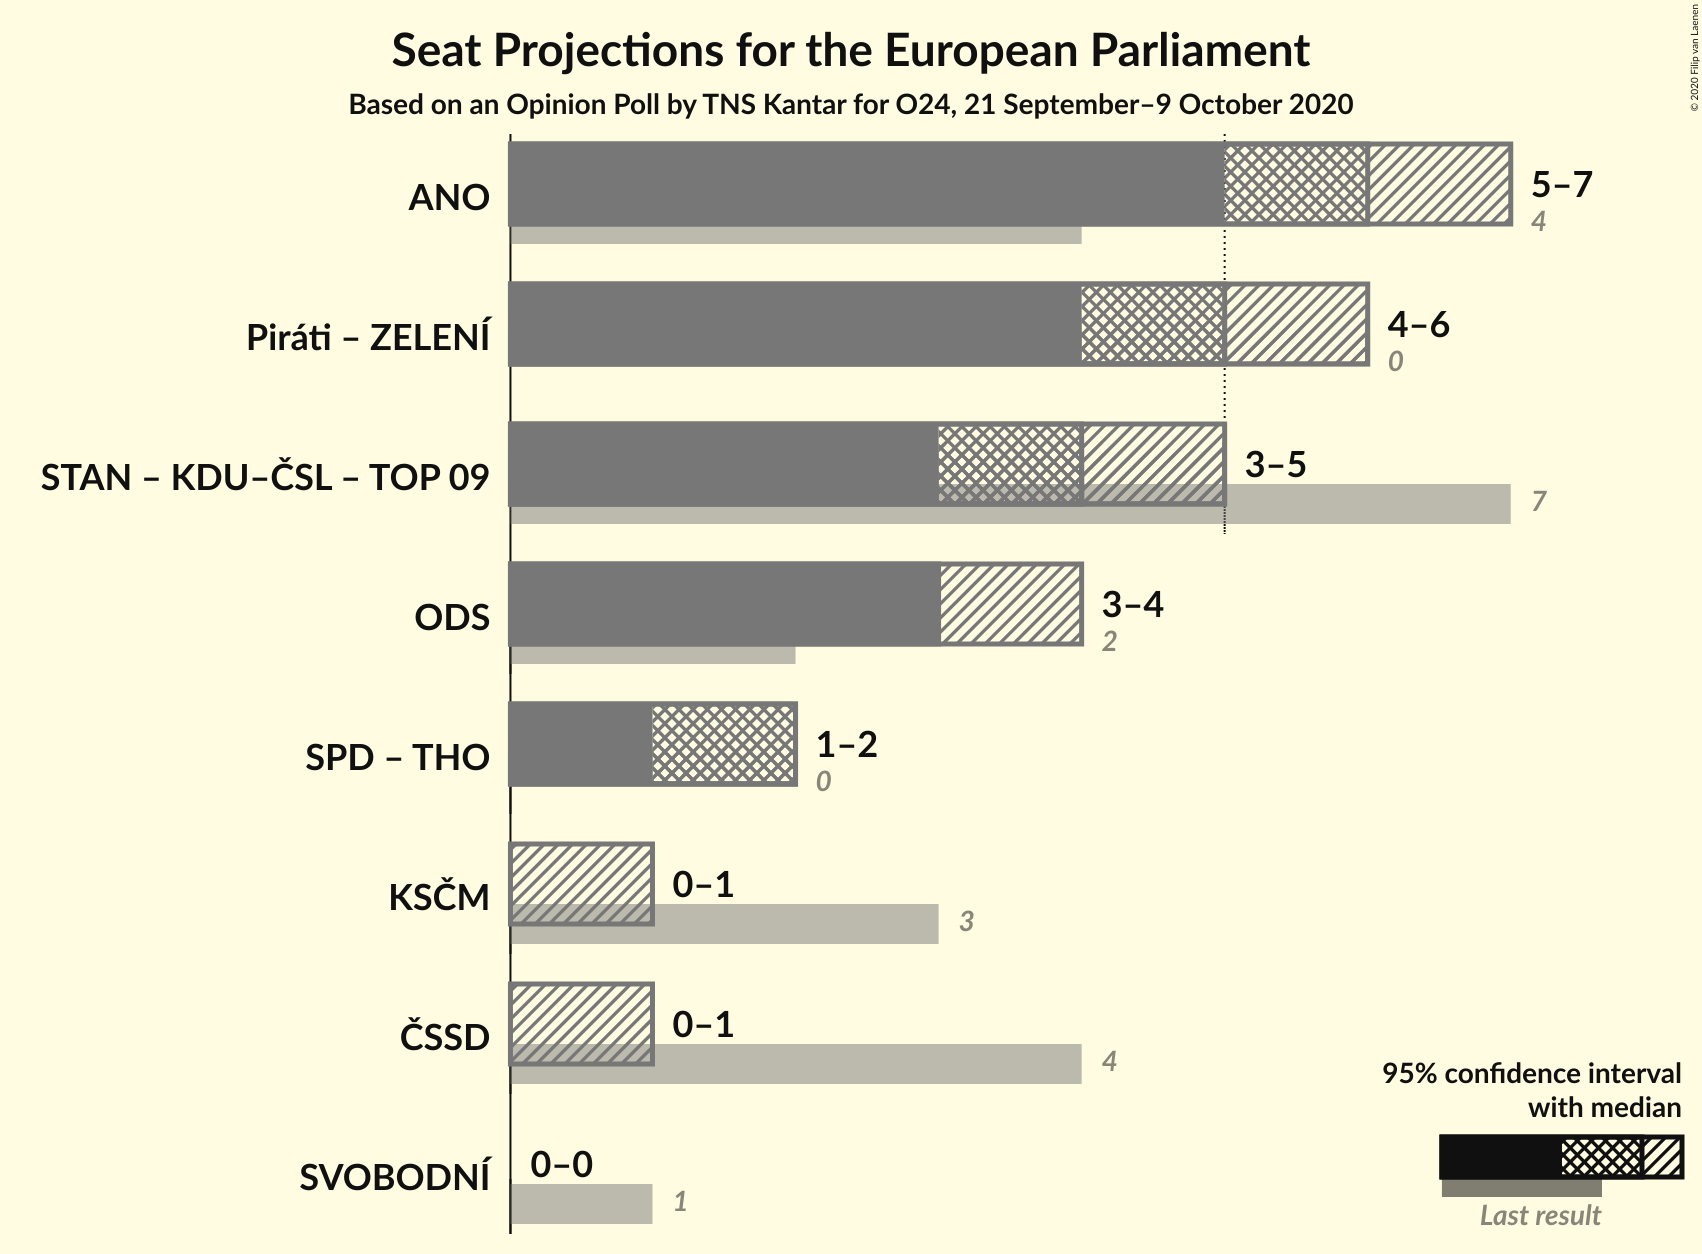 Seat Projections for the European Parliament
Based on an Opinion Poll by TNS Kantar for O24, 21 September–9 October 2020
© 2020 Filip van Laenen
ANO
5–7
4
Piráti – ZELENÍ
4–6
0
STAN – KDU–ČSL – TOP 09
3–5
7
ODS
3–4
2
SPD – THO
1–2
0
KSČM
0–1
3
ČSSD
0–1
4
SVOBODNÍ
0–0
1
95% confidence interval
with median
Last result